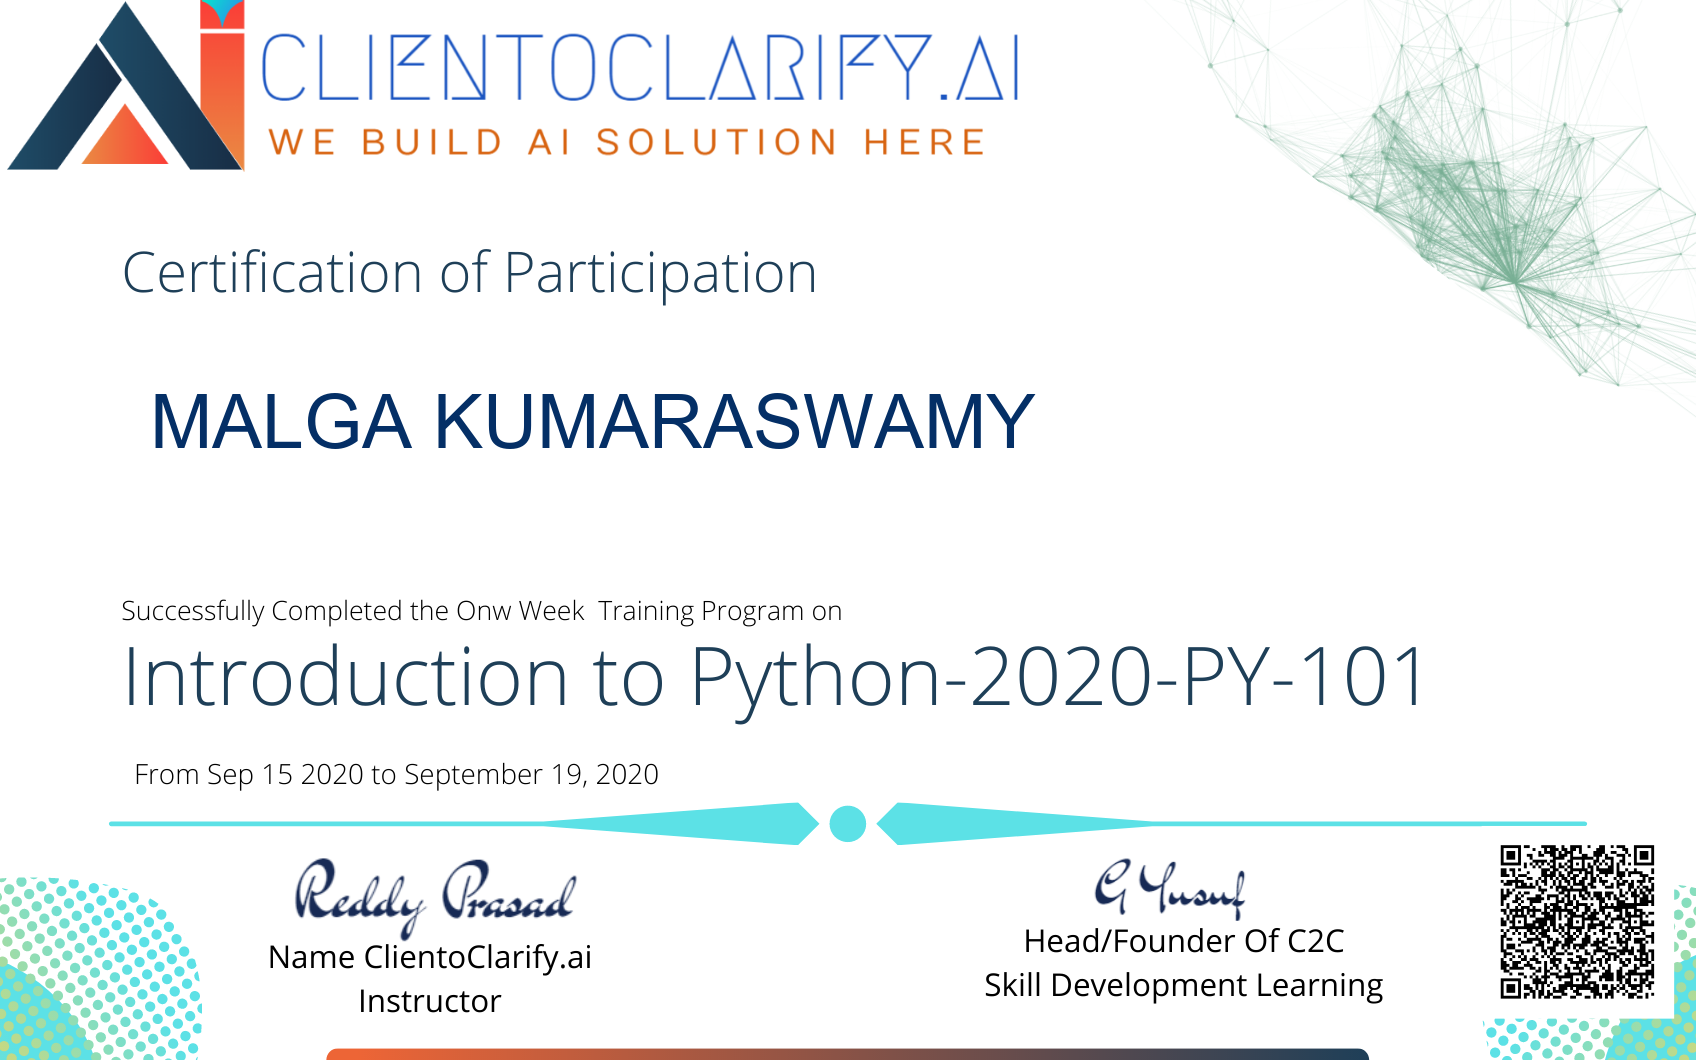 CLIENTOCLARIFY.AI
WE BUILD AI SOLUTION HERE
Certification of Participation
MALGA KUMARASWAMY
Successfully Completed the Onw Week  Training Program on
Introduction to Python-2020-PY-101
From Sep 15 2020 to September 19, 2020
Reddy Prasad
Name ClientoClarify.ai
Instructor
G Yusuf
Head/Founder Of C2C
Skill Development Learning